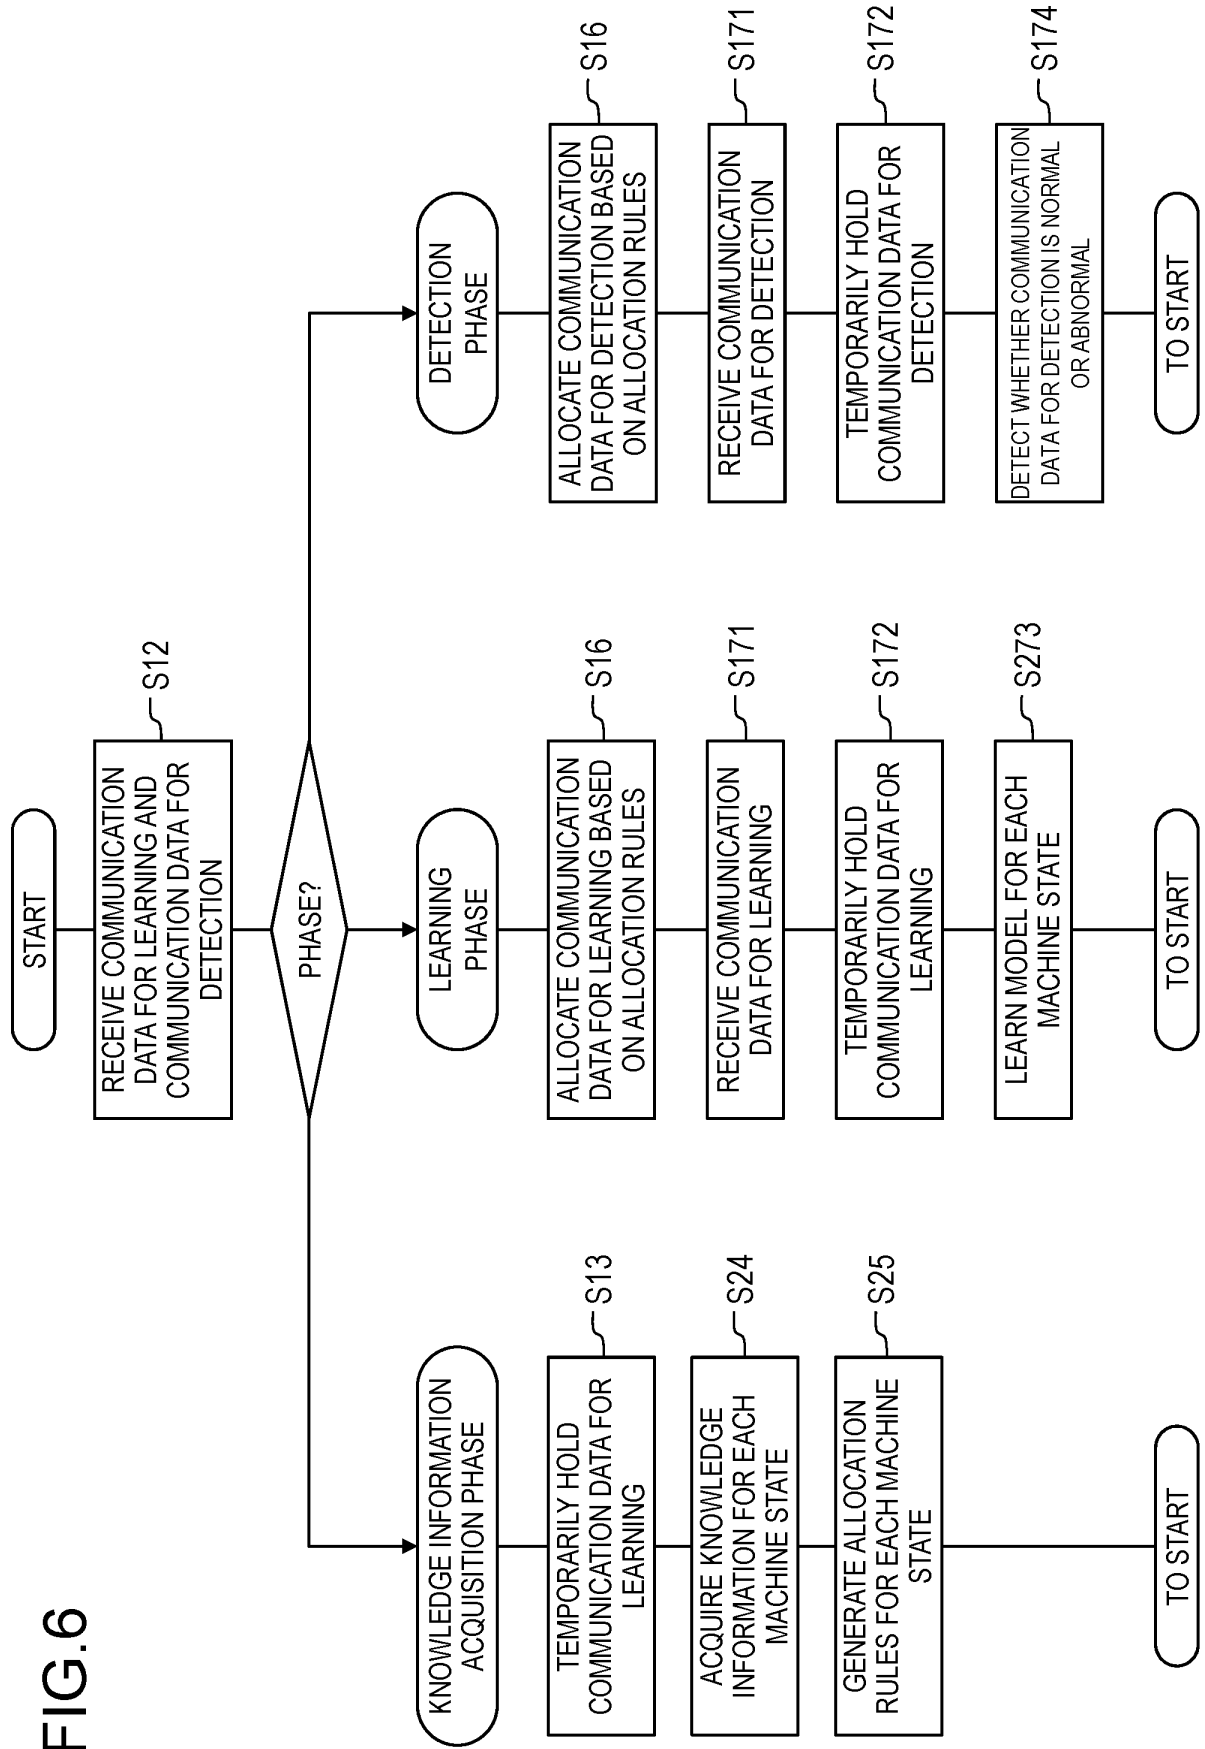 FIG.6
START
RECEIVE COMMUNICATION
DATA FOR LEARNING AND
COMMUNICATION DATA FOR
DETECTION
S12
PHASE?
KNOWLEDGE INFORMATION
ACQUISITION PHASE
TEMPORARILY HOLD
COMMUNICATION DATA FOR
LEARNING
S13
ACQUIRE KNOWLEDGE
INFORMATION FOR EACH
MACHINE STATE
S24
GENERATE ALLOCATION
RULES FOR EACH MACHINE
STATE
S25
TO START
LEARNING
PHASE
ALLOCATE COMMUNICATION
DATA FOR LEARNING BASED
ON ALLOCATION RULES
S16
RECEIVE COMMUNICATION
DATA FOR LEARNING
S171
TEMPORARILY HOLD
COMMUNICATION DATA FOR
LEARNING
S172
LEARN MODEL FOR EACH
MACHINE STATE
S273
TO START
DETECTION
PHASE
ALLOCATE COMMUNICATION
DATA FOR DETECTION BASED
ON ALLOCATION RULES
S16
RECEIVE COMMUNICATION
DATA FOR DETECTION
S171
TEMPORARILY HOLD
COMMUNICATION DATA FOR
DETECTION
S172
DETECT WHETHER COMMUNICATION
DATA FOR DETECTION IS NORMAL
OR ABNORMAL
S174
TO START